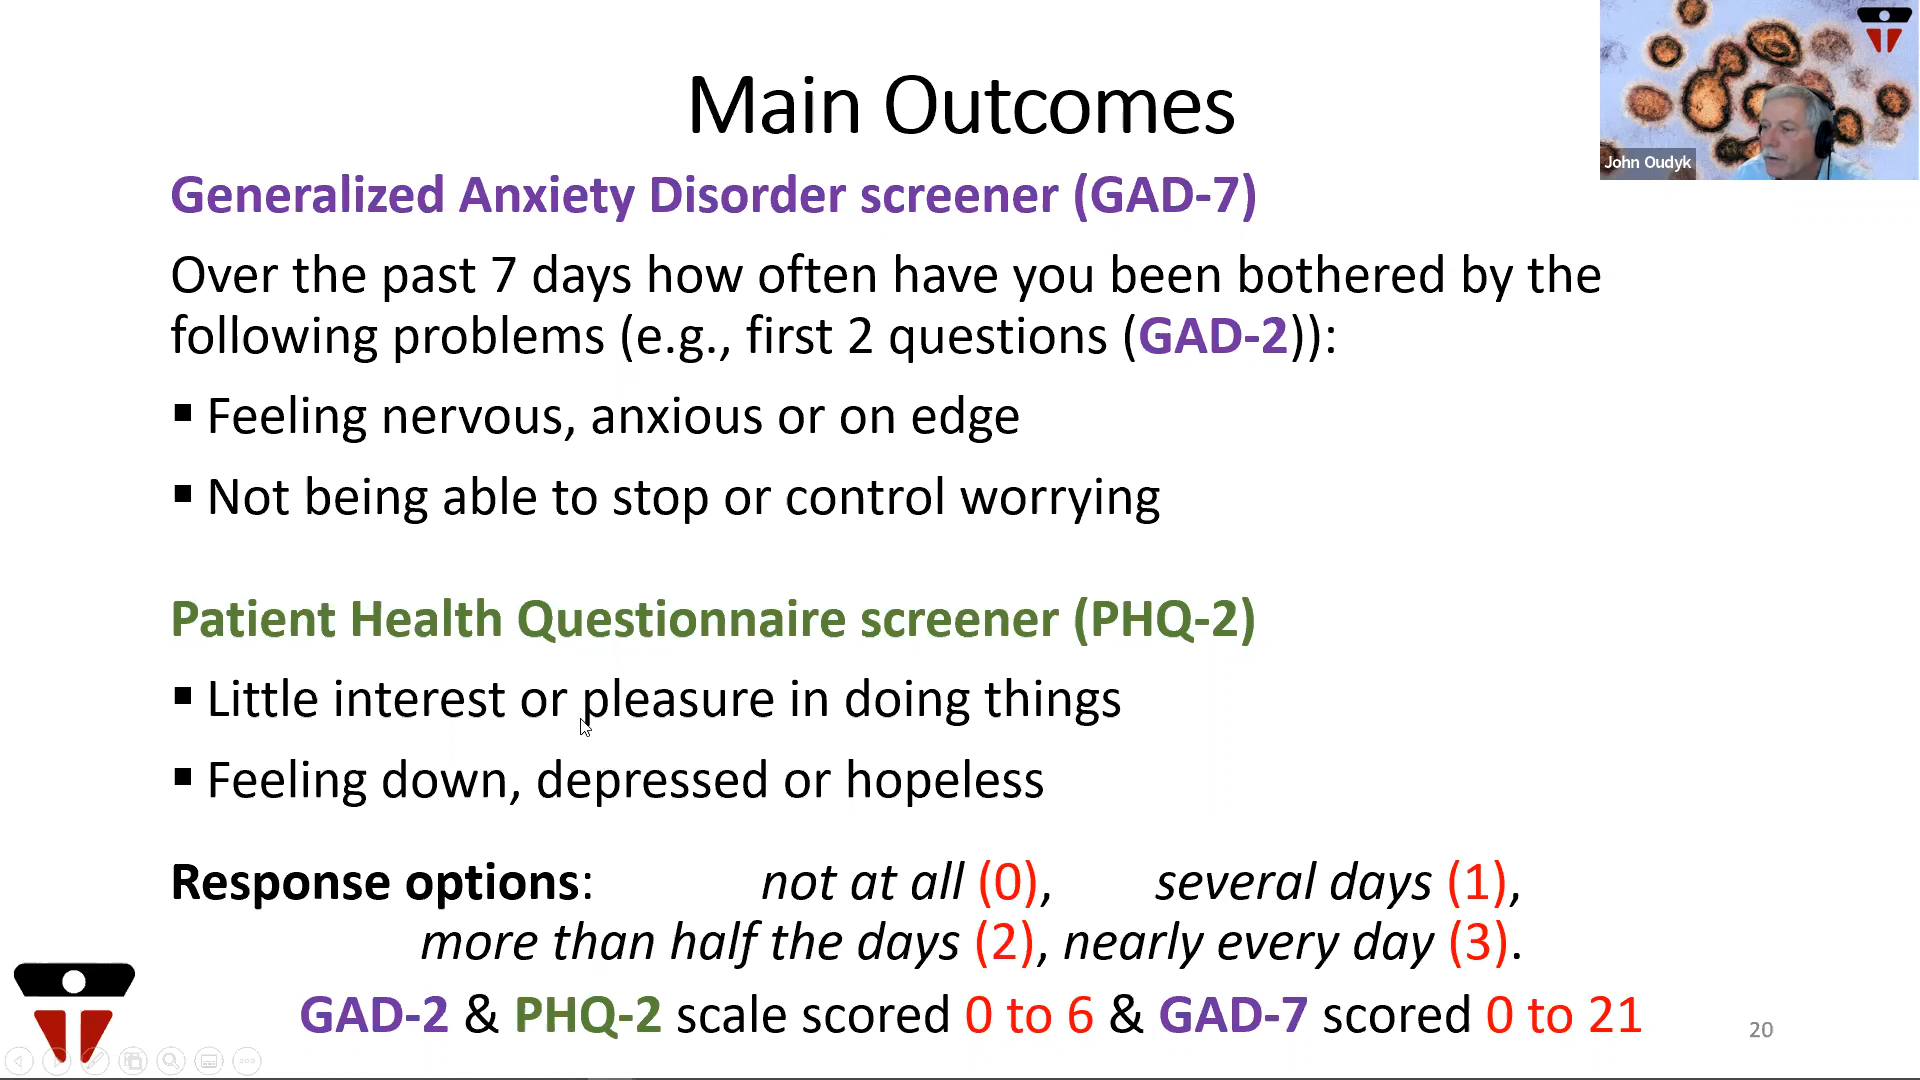 Main Outcomes
John Oudyk
Generalized Anxiety Disorder screener (GAD-7)
Over the past 7 days how often have you been bothered by the
following problems (e.g., first 2 questions (GAD-2)):
▪ Feeling nervous, anxious or on edge
▪ Not being able to stop or control worrying
Patient Health Questionnaire screener (PHQ-2)
▪ Little interest or pleasure in doing things
▪ Feeling down, depressed or hopeless
Response options: not at all (0), several days (1),
more than half the days (2), nearly every day (3).
GAD-2 & PHQ-2 scale scored 0 to 6 & GAD-7 scored 0 to 21
20